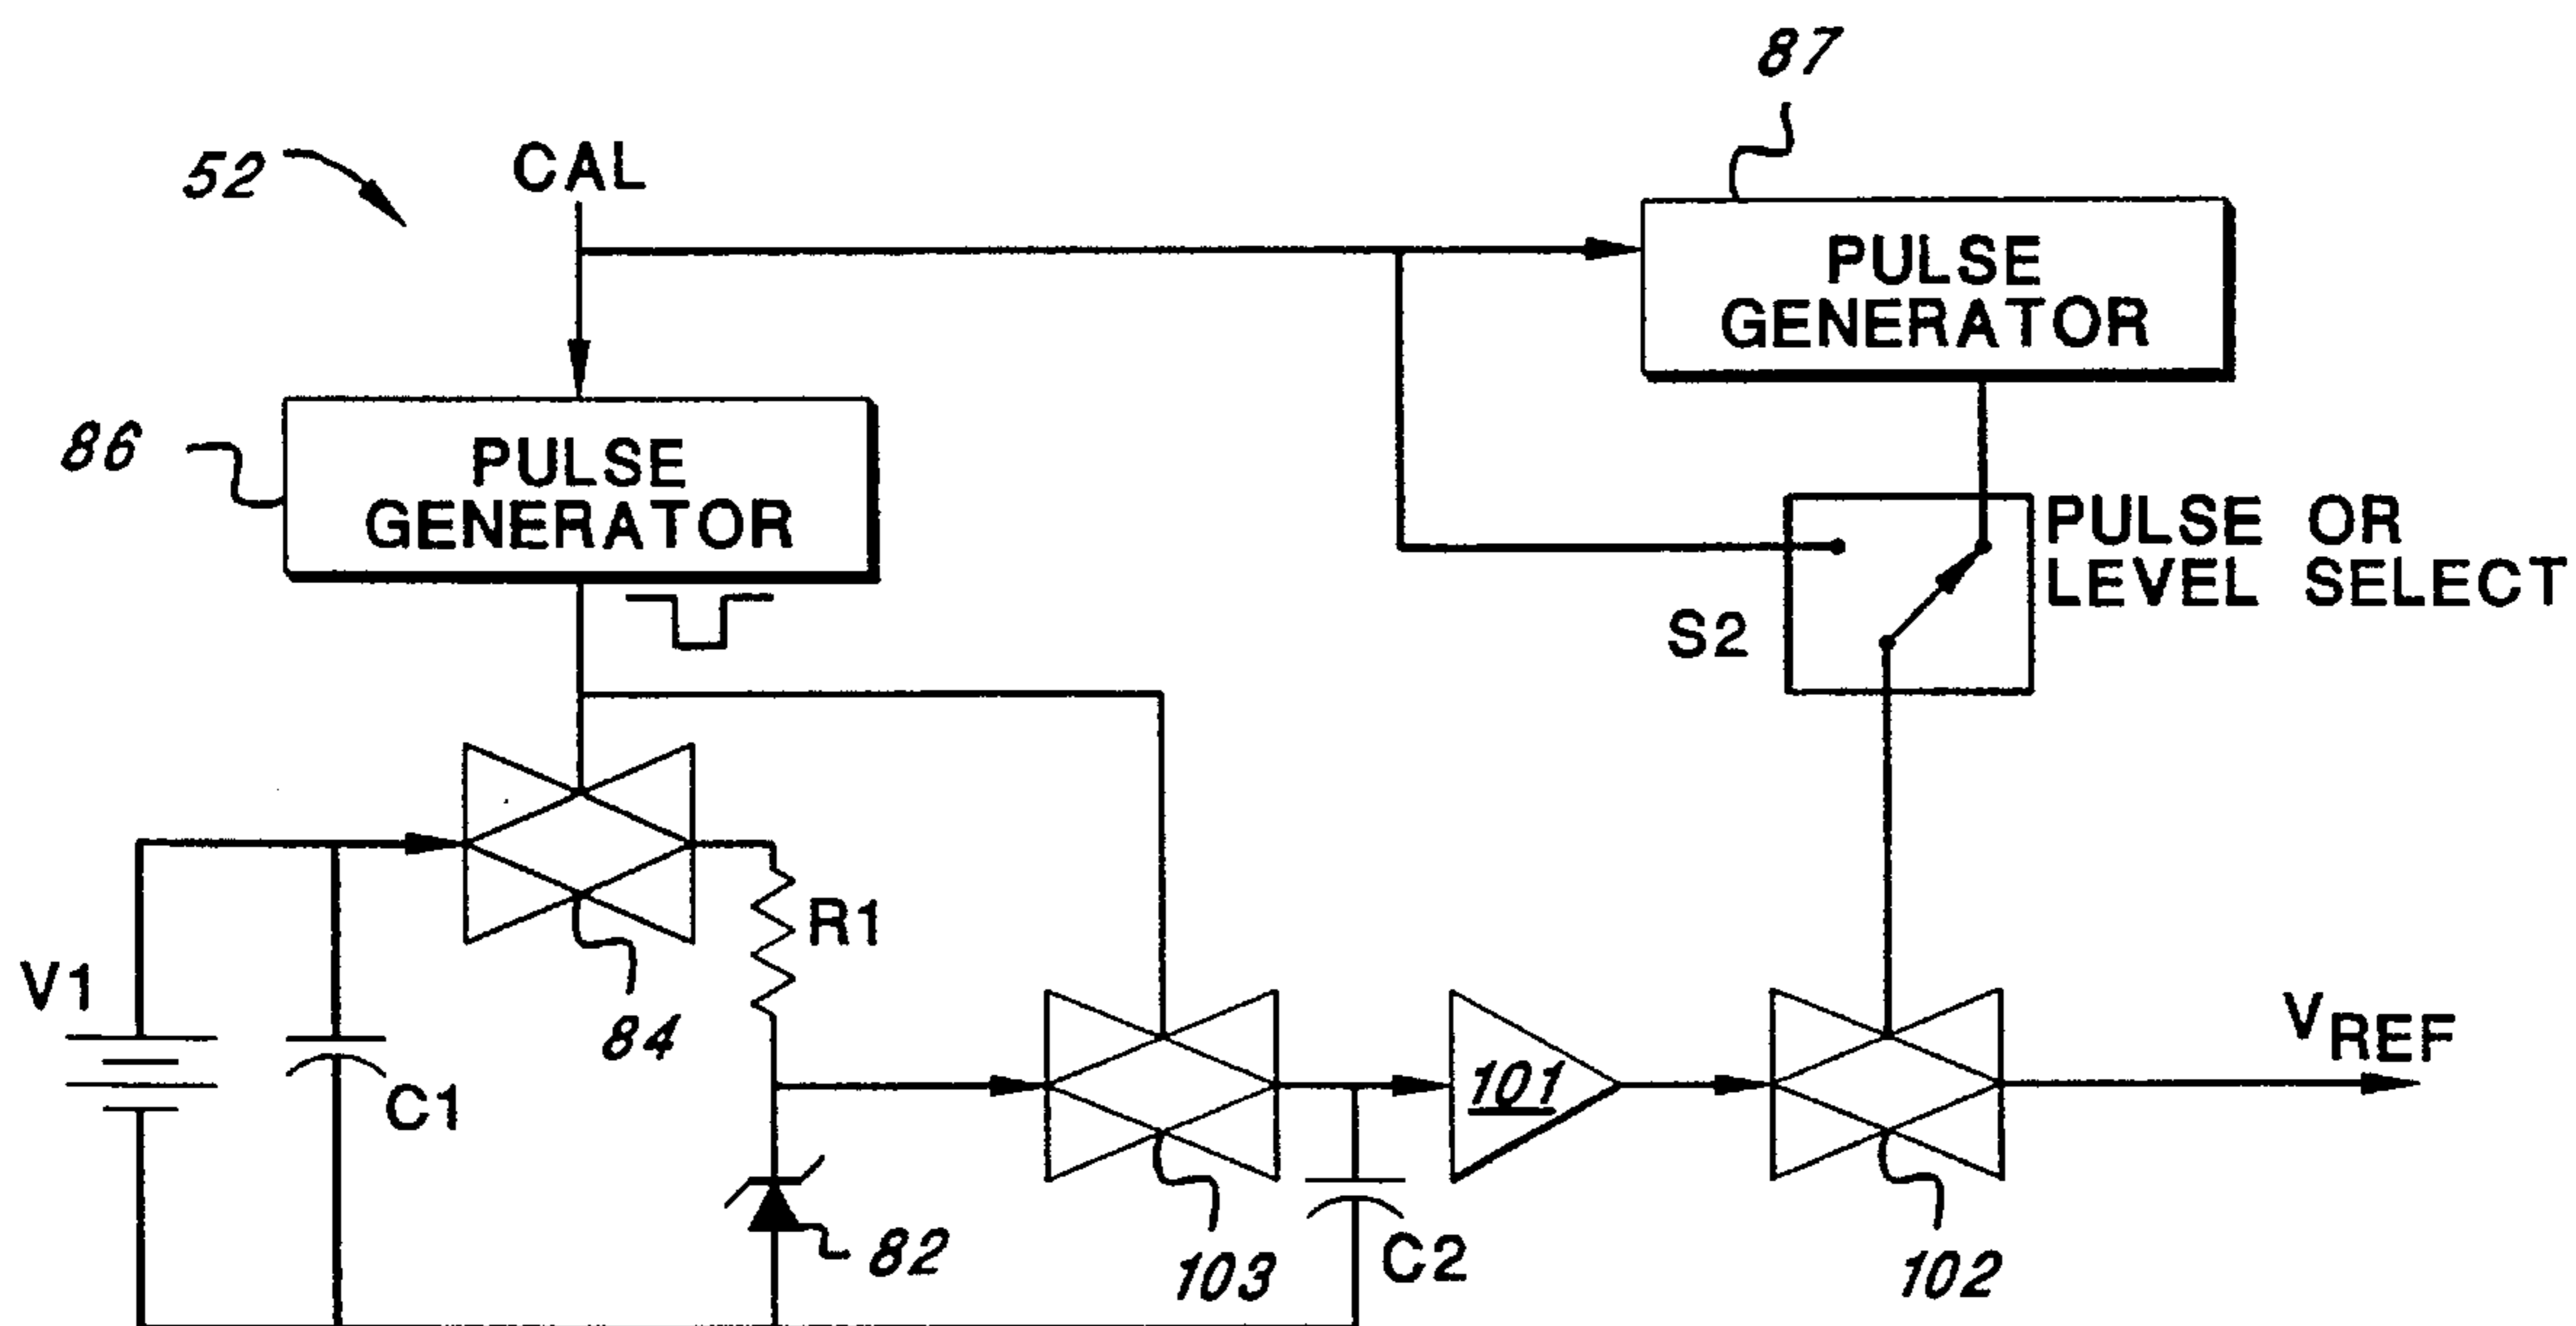 87
52
CAL
PULSE
GENERATOR
86
PULSE
GENERATOR
PULSE OR
LEVEL SELECT
S2
R1
V1
84
C1
101
VREF
82
103
C2
102